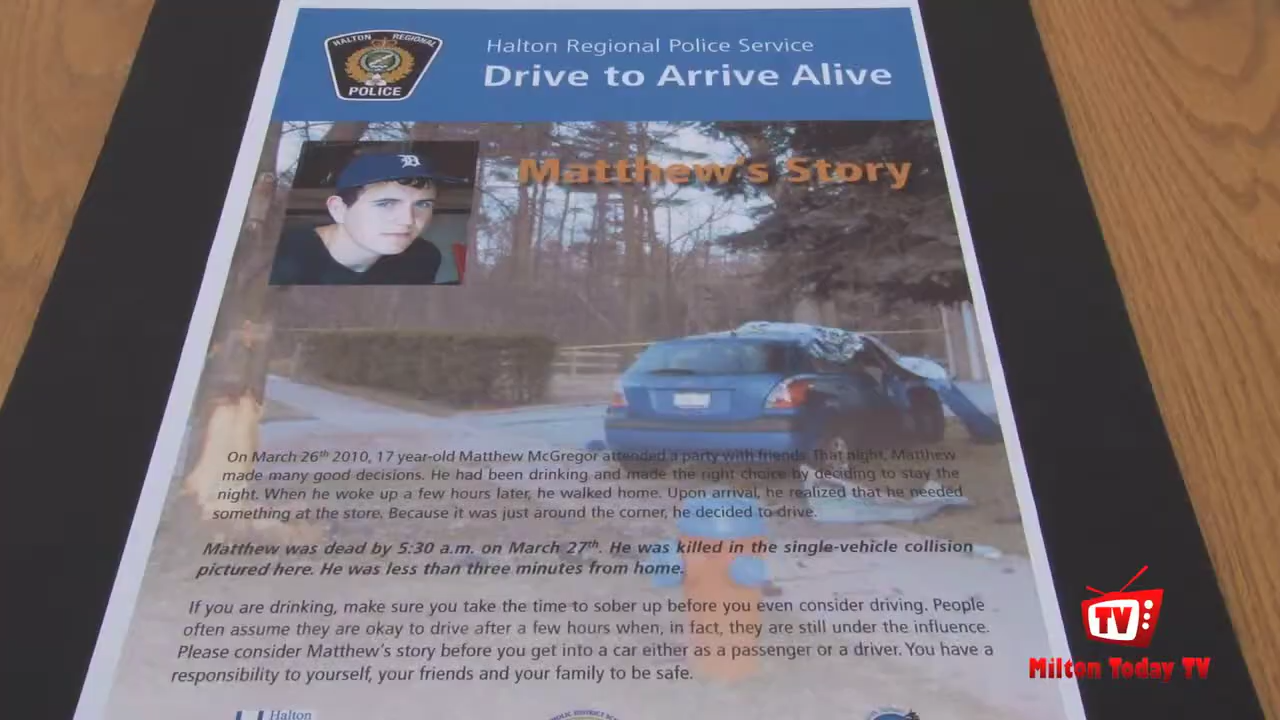 HALTON REGIONAL
POLICE
Halton Regional Police Service
Drive to Arrive Alive
D
Matthew's Story
On March 26th 2010, 17 year-old Matthew McGregor attended a party with friends. That night, Matthew
made many good decisions. He had been drinking and made the right choice by deciding to stay the
night. When he woke up a few hours later, he walked home. Upon arrival, he realized that he needed
something at the store. Because it was just around the corner, he decided to drive.
Matthew was dead by 5:30 a.m. on March 27th. He was killed in the single-vehicle collision
pictured here. He was less than three minutes from home.
If you are drinking, make sure you take the time to sober up before you even consider driving. People
often assume they are okay to drive after a few hours when, in fact, they are still under the influence.
Please consider Matthew's story before you get into a car either as a passenger or a driver. You have a
responsibility to yourself, your friends and your family to be safe.
Halton
TV
Milton Today TV